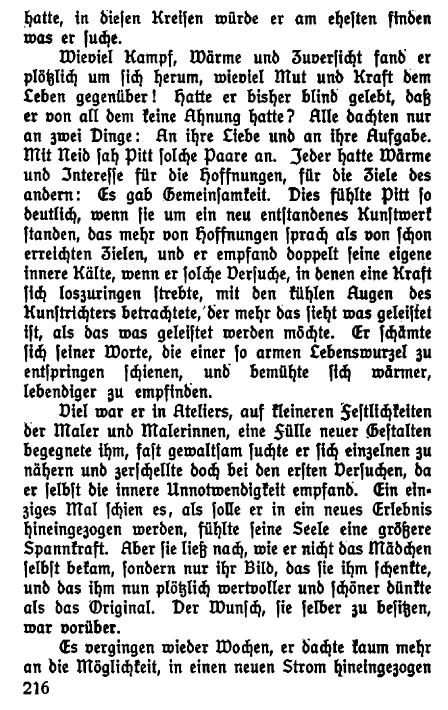 hatte, in diesen Kreisen würde er am ehesten finden
was er suche.
Wieviel Kampf, Wärme und Zuversicht fand er
plötzlich um sich herum, wieviel Mut und Kraft dem
Leben gegenüber! Hatte er bisher blind gelebt, daß
er von all dem keine Ahnung hatte? Alle dachten nur
an zwei Dinge: An ihre Liebe und an ihre Aufgabe.
Mit Neid sah Pitt solche Paare an. Jeder hatte Wärme
und Interesse für die Hoffnungen, für die Ziele des
andern: Es gab Gemeinsamkeit. Dies fühlte Pitt so
deutlich, wenn sie um ein neu entstandenes Kunstwerk
standen, das mehr von Hoffnungen sprach als von schon
erreichten Zielen, und er empfand doppelt seine eigene
innere Kälte, wenn er solche Versuche, in denen eine Kraft
sich loszuringen strebte, mit den kühlen Augen des
Kunstrichters betrachtete, der mehr das sieht was geleistet
ist, als das was geleistet werden möchte. Er schämte
sich seiner Worte, die einer so armen Lebenswurzel zu
entspringen schienen, und bemühte sich wärmer,
lebendiger zu empfinden.
Viel war er in Ateliers, auf kleineren Festlichkeiten
der Maler und Malerinnen, eine Fülle neuer Gestalten
begegnete ihm, fast gewaltsam suchte er sich einzelnen zu
nähern und zerschellte doch bei den ersten Versuchen, da
er selbst die innere Unnotwendigkeit empfand. Ein ein-
ziges Mal schien es, als solle er in ein neues Erlebnis
hineingezogen werden, fühlte seine Seele eine größere
Spannkraft. Aber sie ließ nach, wie er nicht das Mädchen
selbst bekam, sondern nur ihr Bild, das sie ihm schenkte,
und das ihm nun plötzlich wertvoller und schöner dünkte
als das Original. Der Wunsch, sie selber zu besitzen,
war vorüber.
Es vergingen wieder Wochen, er dachte kaum mehr
an die Möglichkeit, in einen neuen Strom hineingezogen
216